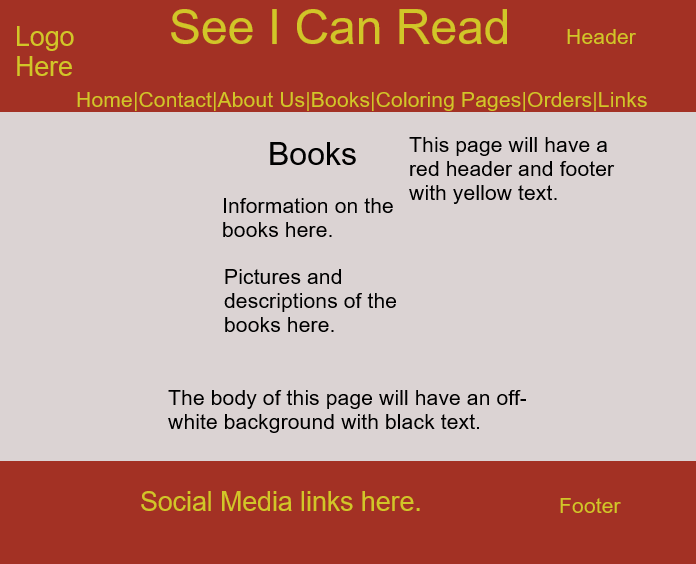 See I Can Read
Logo
Here
Header
Home|Contact|About Us|Books|Coloring Pages|Orders|Links
Books
This page will have a
red header and footer
with yellow text.
Information on the
books here.
Pictures and
descriptions of the
books here.
The body of this page will have an off-
white background with black text.
Social Media links here.
Footer